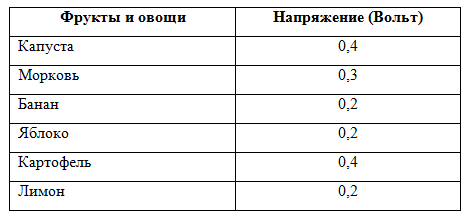 Фрукты и овощи Напряжение (Вольт)
Капуста 0,4
Морковь 0,3
Банан 0,2
Яблоко 0,2
Картофель 0,4
Лимон 0,2